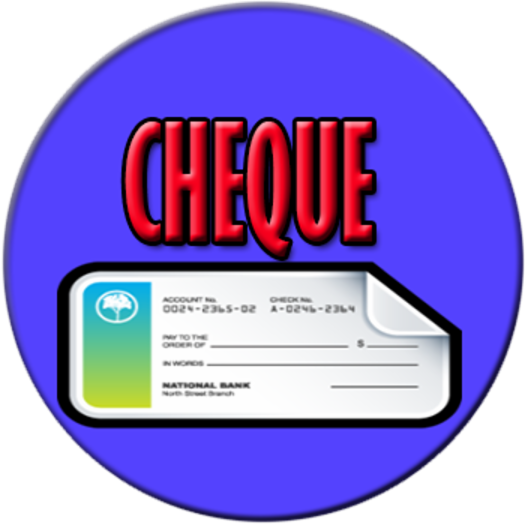 CHEQUE
ACCOUNT No. CHECK No.
0024-2365-02 A-0246-2364
PAY TO THE
ORDER OF $
IN WORDS
NATIONAL BANK
North Street Branch